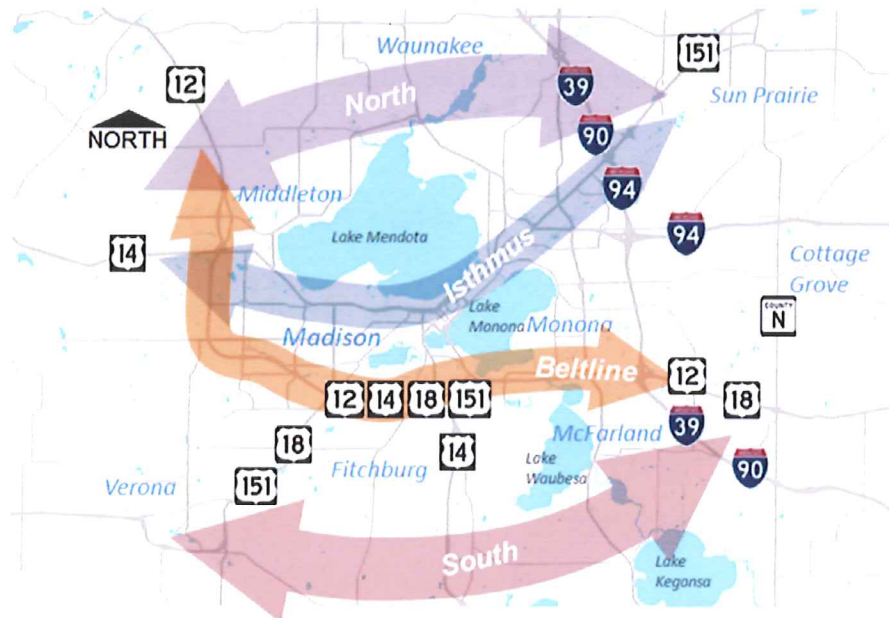 Waunakee
151
12
39
North
Sun Prairie
90
NORTH
94
Middleton
Lake Mendota
14
94
Isthmus
Cottage
Grove
Lake
Monona
COUNTY
N
Monona
Madison
Beltline
12
12
14
18
151
18
39
McFarland
18
14
Fitchburg
Lake
Waubesa
90
Verona
151
South
Lake
Kegonsa